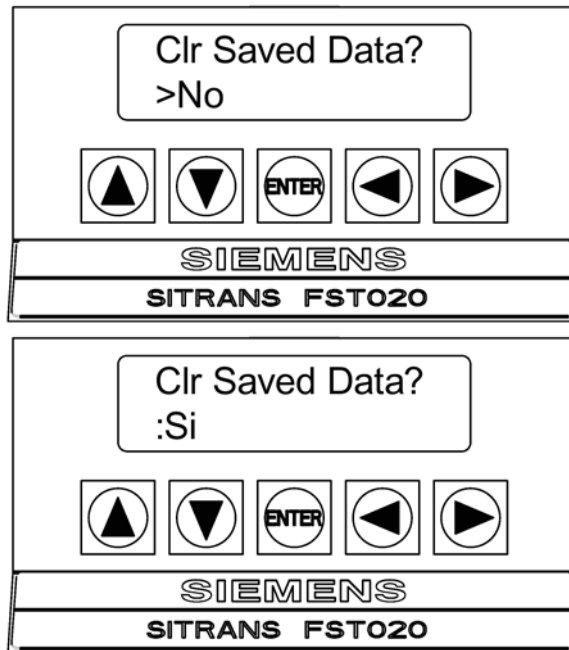 Clr Saved Data?
>No
ENTER
SIEMENS
SITRANS FST020
Clr Saved Data?
:Si
ENTER
SIEMENS
SITRANS FST020